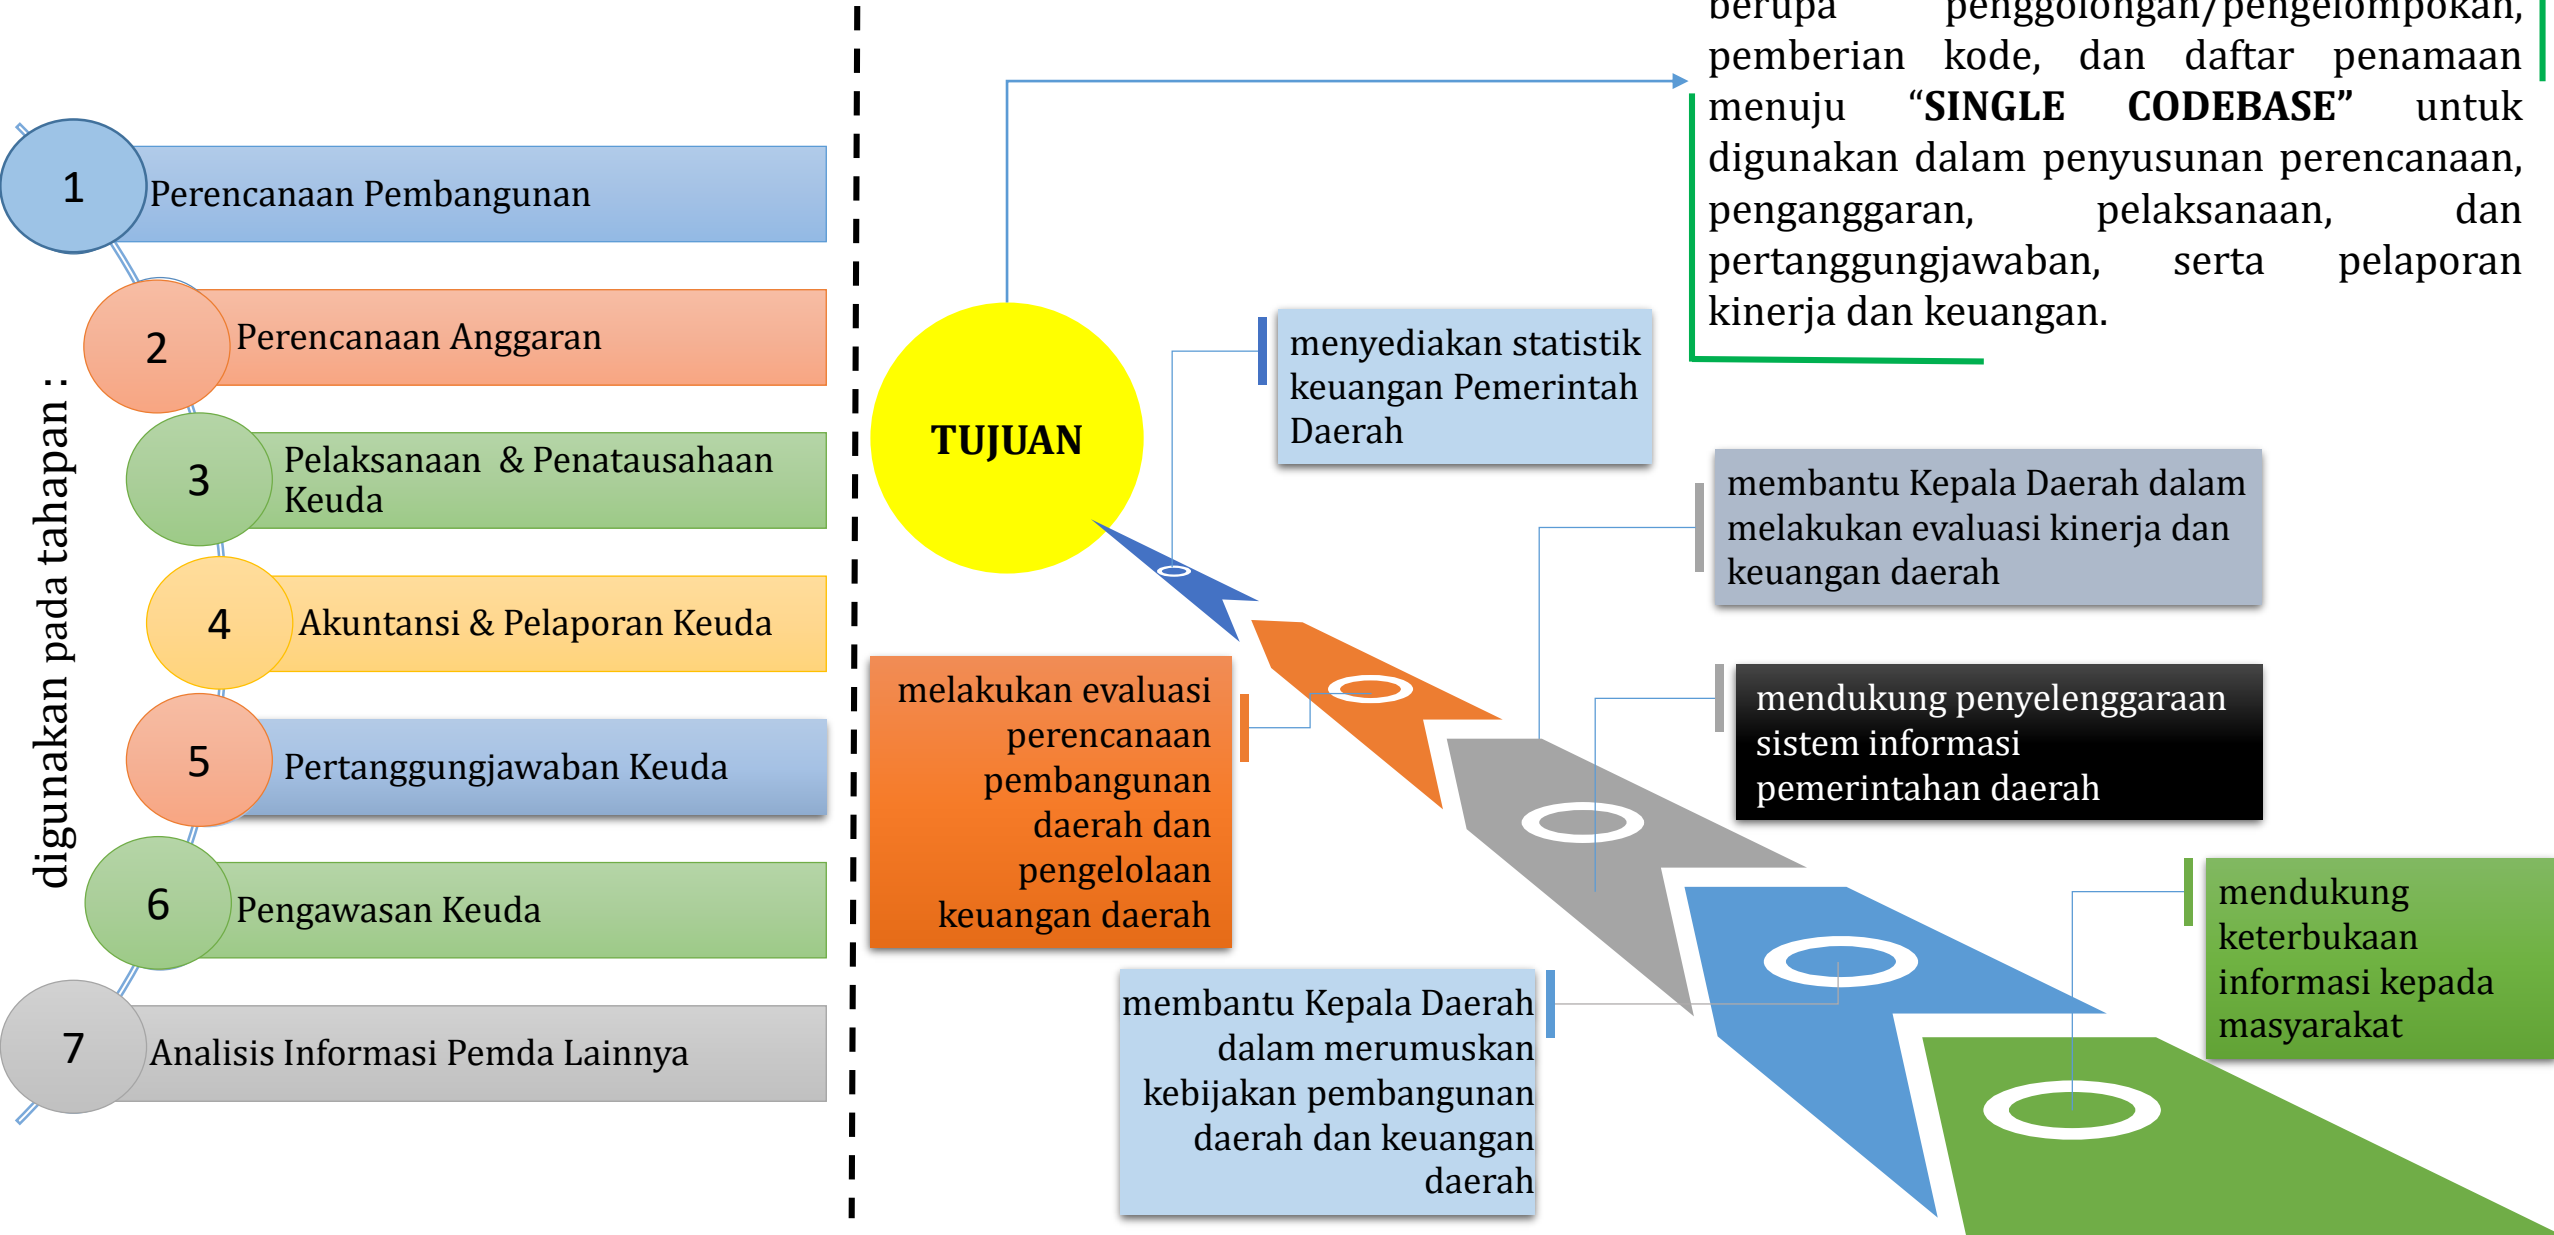 digunakan pada tahapan :
1
Perencanaan Pembangunan
2
Perencanaan Anggaran
3
Pelaksanaan & Penatausahaan
Keuda
4
Akuntansi & Pelaporan Keuda
5
Pertanggungjawaban Keuda
6
Pengawasan Keuda
7
Analisis Informasi Pemda Lainnya
berupa penggolongan/pengelompokan,
pemberian kode, dan daftar penamaan
menuju “SINGLE CODEBASE” untuk
digunakan dalam penyusunan perencanaan,
penganggaran, pelaksanaan, dan
pertanggungjawaban, serta pelaporan
kinerja dan keuangan.
TUJUAN
menyediakan statistik
keuangan Pemerintah
Daerah
membantu Kepala Daerah dalam
melakukan evaluasi kinerja dan
keuangan daerah
melakukan evaluasi
perencanaan
pembangunan
daerah dan
pengelolaan
keuangan daerah
mendukung penyelenggaraan
sistem informasi
pemerintahan daerah
mendukung
keterbukaan
informasi kepada
masyarakat
membantu Kepala Daerah
dalam merumuskan
kebijakan pembangunan
daerah dan keuangan
daerah